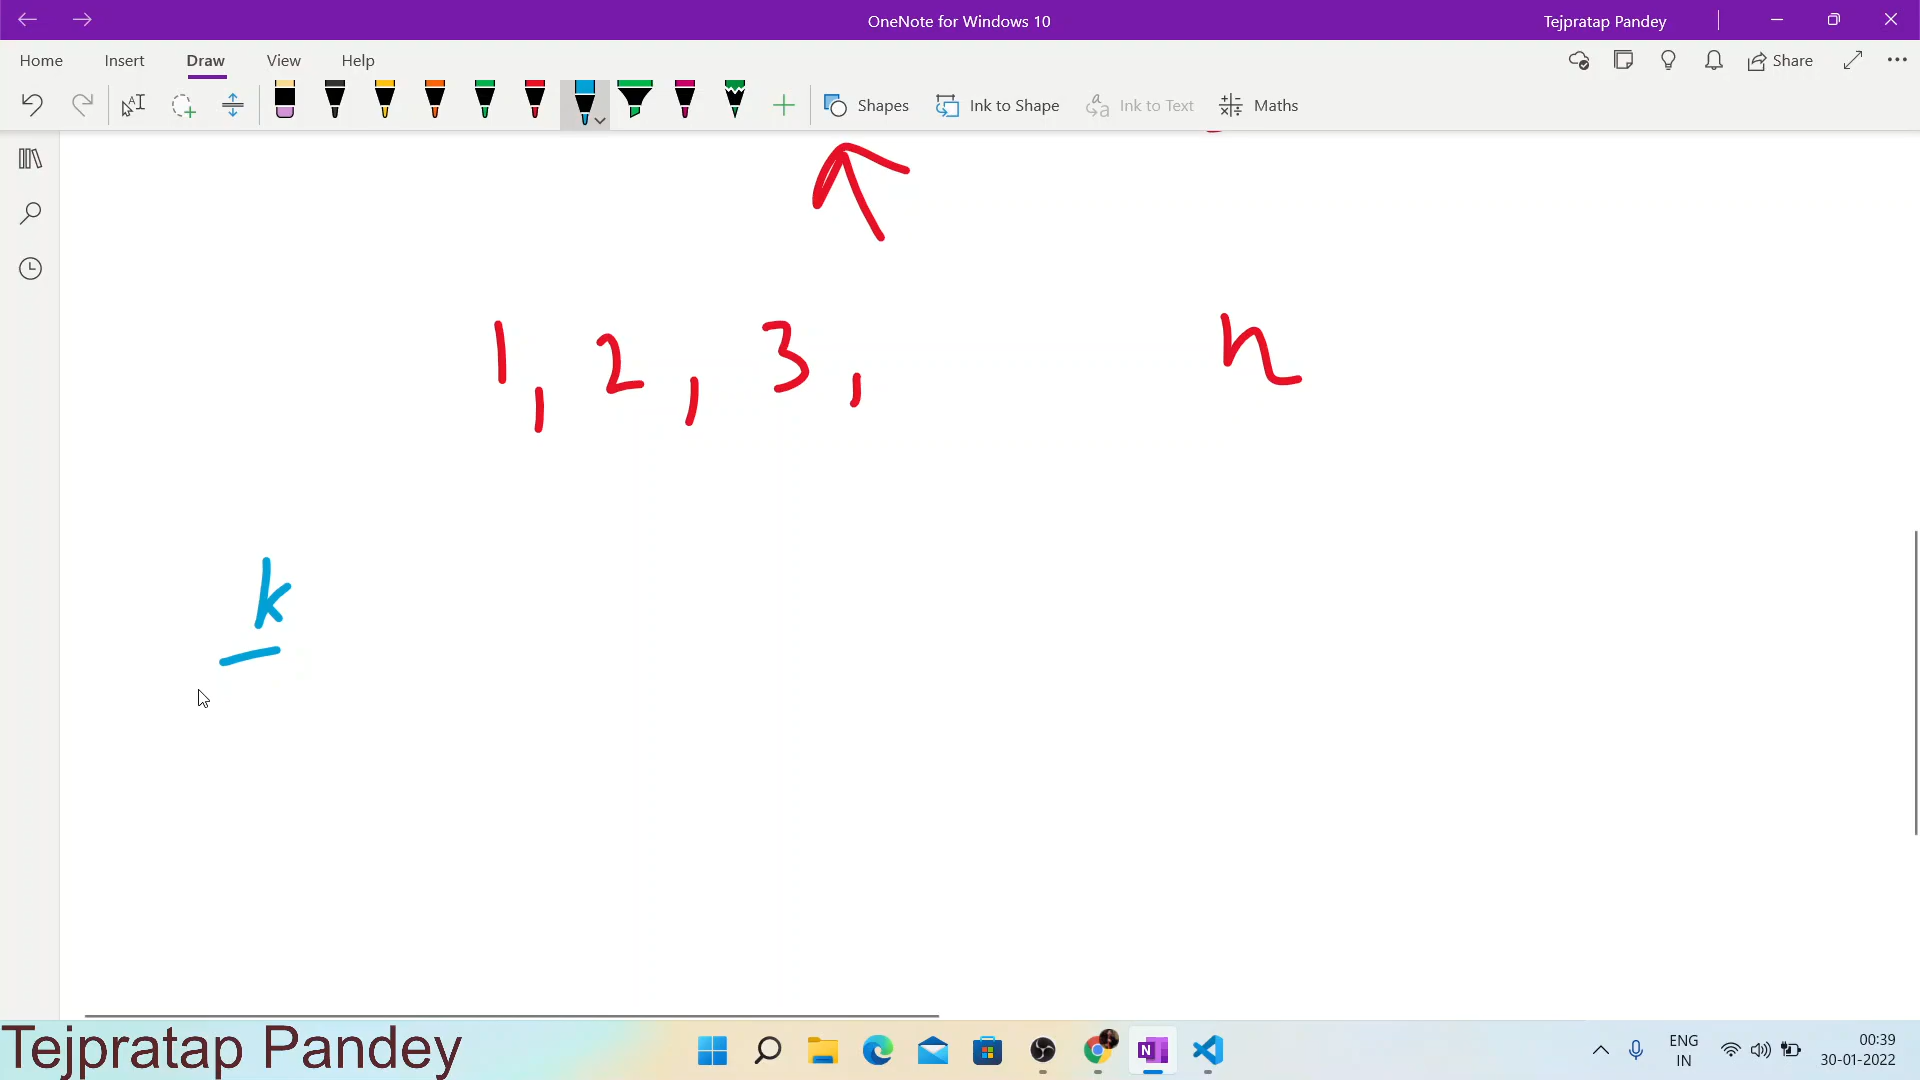 OneNote for Windows 10
Tejpratap Pandey
Home Insert Draw View Help
Share
Shapes Ink to Shape Ink to Text Maths
1, 2, 3, n
k
Tejpratap Pandey
ENG
IN
00:39
30-01-2022